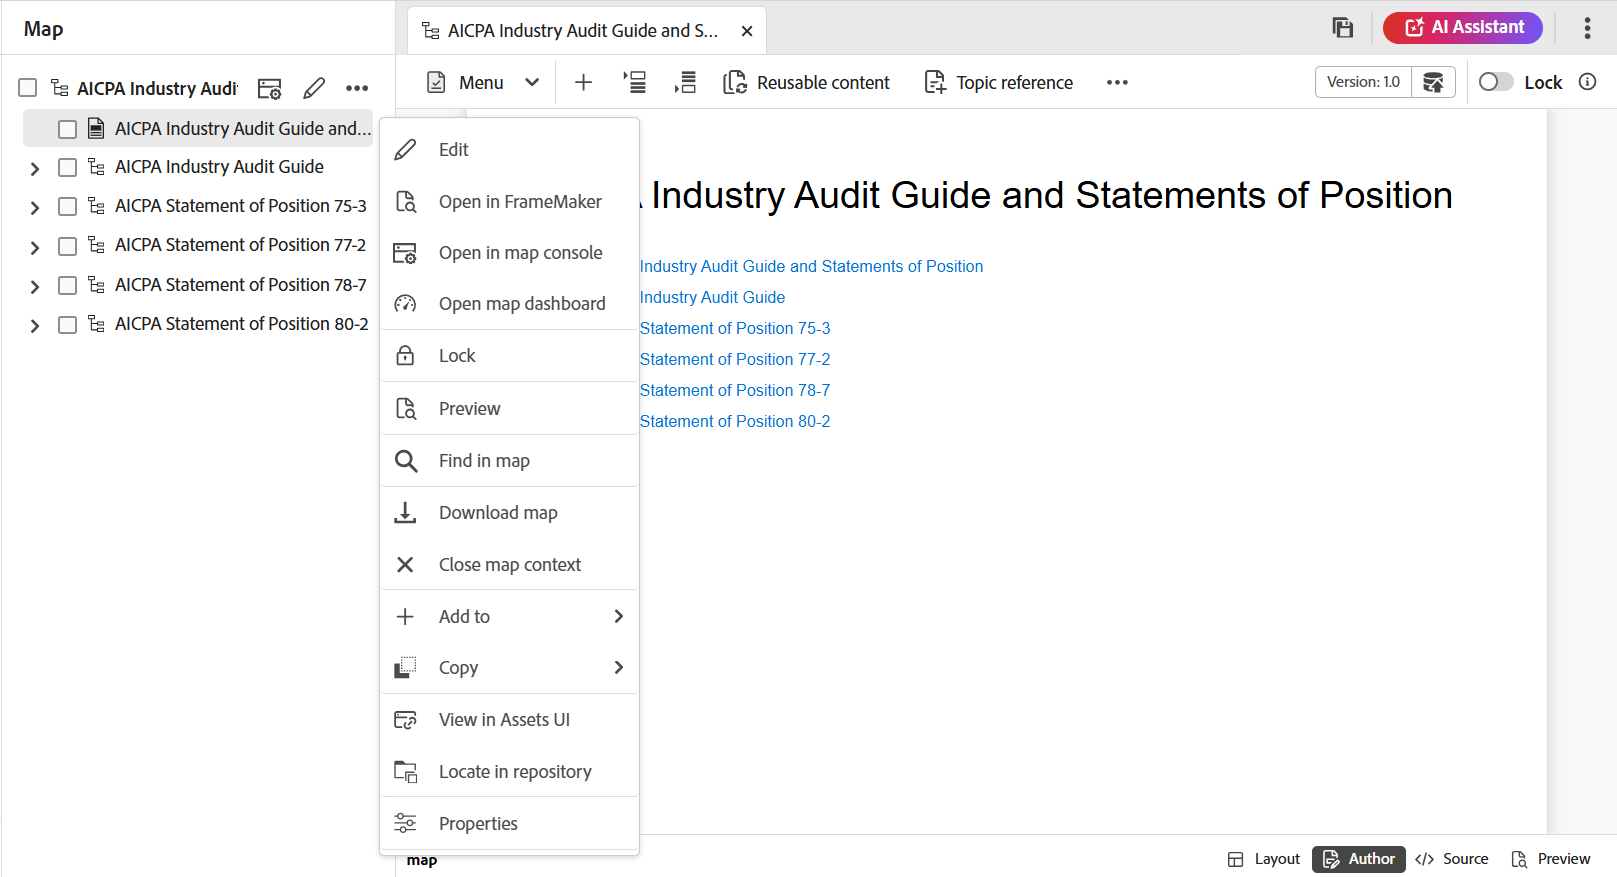 Map
AICPA Industry Audit Guide and S...
AI Assistant
AICPA Industry Audi
Menu
Reusable content
Topic reference
Version: 1.0
Lock
AICPA Industry Audit Guide and...
AICPA Industry Audit Guide
AICPA Statement of Position 75-3
AICPA Statement of Position 77-2
AICPA Statement of Position 78-7
AICPA Statement of Position 80-2
Edit
Open in FrameMaker
Open in map console
Open map dashboard
Lock
Preview
Find in map
Download map
Close map context
Add to
Copy
View in Assets UI
Locate in repository
Properties
Industry Audit Guide and Statements of Position
Industry Audit Guide and Statements of Position
Industry Audit Guide
Statement of Position 75-3
Statement of Position 77-2
Statement of Position 78-7
Statement of Position 80-2
map
Layout
Author
Source
Preview